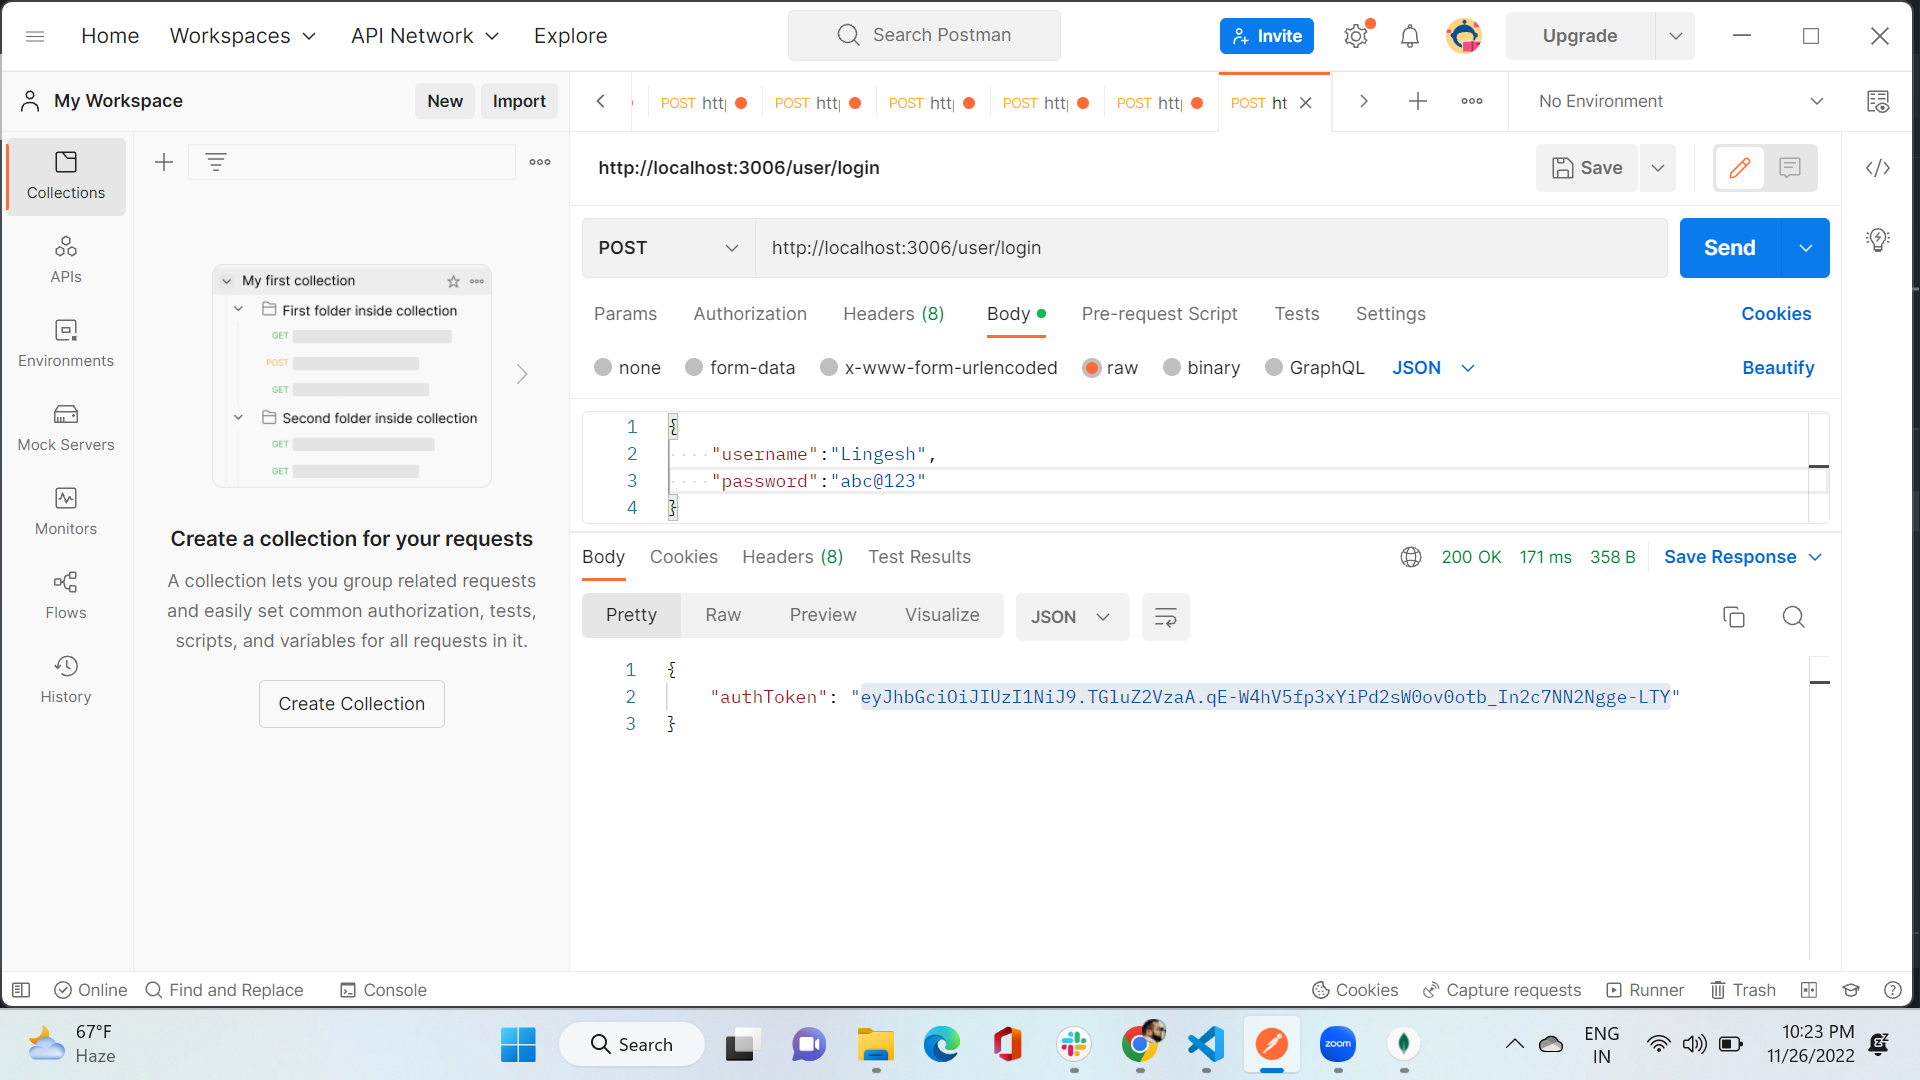 Home
Workspaces
API Network
Explore
Search Postman
Invite
Upgrade
My Workspace
New
Import
POST htt
POST htt
POST htt
POST htt
POST htt
POST ht
No Environment
Collections
APIs
Environments
Mock Servers
Monitors
Flows
History
My first collection
First folder inside collection
GET
POST
GET
Second folder inside collection
GET
GET
Create a collection for your requests
A collection lets you group related requests
and easily set common authorization, tests,
scripts, and variables for all requests in it.
Create Collection
http://localhost:3006/user/login
Save
POST
http://localhost:3006/user/login
Send
Params
Authorization
Headers (8)
Body
Pre-request Script
Tests
Settings
Cookies
none
form-data
x-www-form-urlencoded
raw
binary
GraphQL
JSON
Beautify
1 {
2 "username":"Lingesh",
3 "password":"abc@123"
4 }
Body
Cookies
Headers (8)
Test Results
200 OK
171 ms
358 B
Save Response
Pretty
Raw
Preview
Visualize
JSON
1 {
2 "authToken": "eyJhbGciOiJIUzI1NiJ9.TGluZ2VzaA.qE-W4hV5fp3xYiPd2sW0ov0otb_In2c7NN2Ngge-LTY"
3 }
Online
Find and Replace
Console
Cookies
Capture requests
Runner
Trash
67°F
Haze
Search
zoom
ENG
IN
10:23 PM
11/26/2022